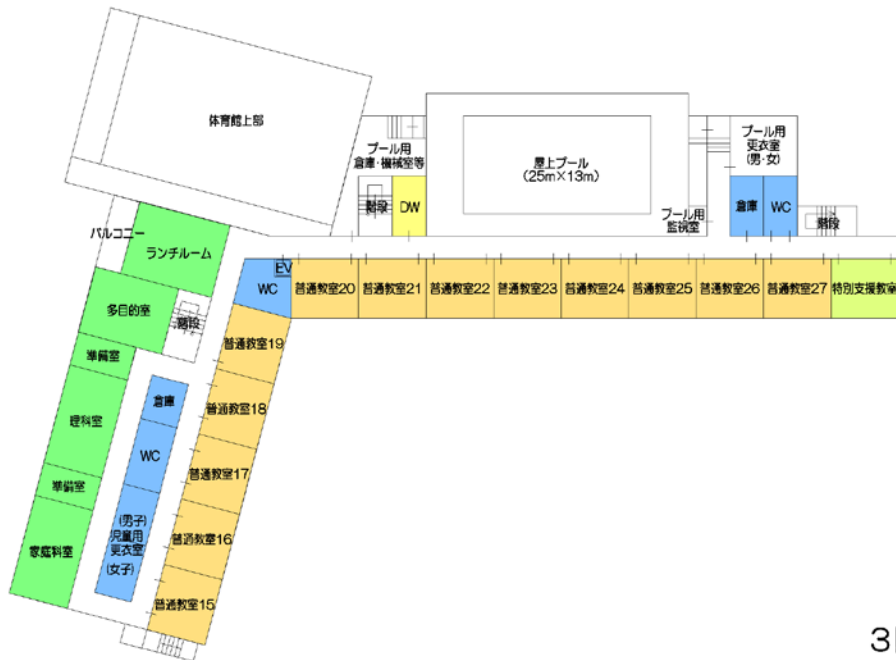 体育館上部
プール用
倉庫・機械室等
屋上プール
(25m×13m)
プール用
更衣室
(男・女)
階段
DW
プール用
監視室
倉庫
WC
階段
バルコニー
ランチルーム
EV
WC
普通教室20
普通教室21
普通教室22
普通教室23
普通教室24
普通教室25
普通教室26
普通教室27
特別支援教室
多目的室
階段
普通教室19
準備室
倉庫
普通教室18
理科室
WC
普通教室17
準備室
(男子)
児童用
更衣室
(女子)
普通教室16
家庭科室
普通教室15
3